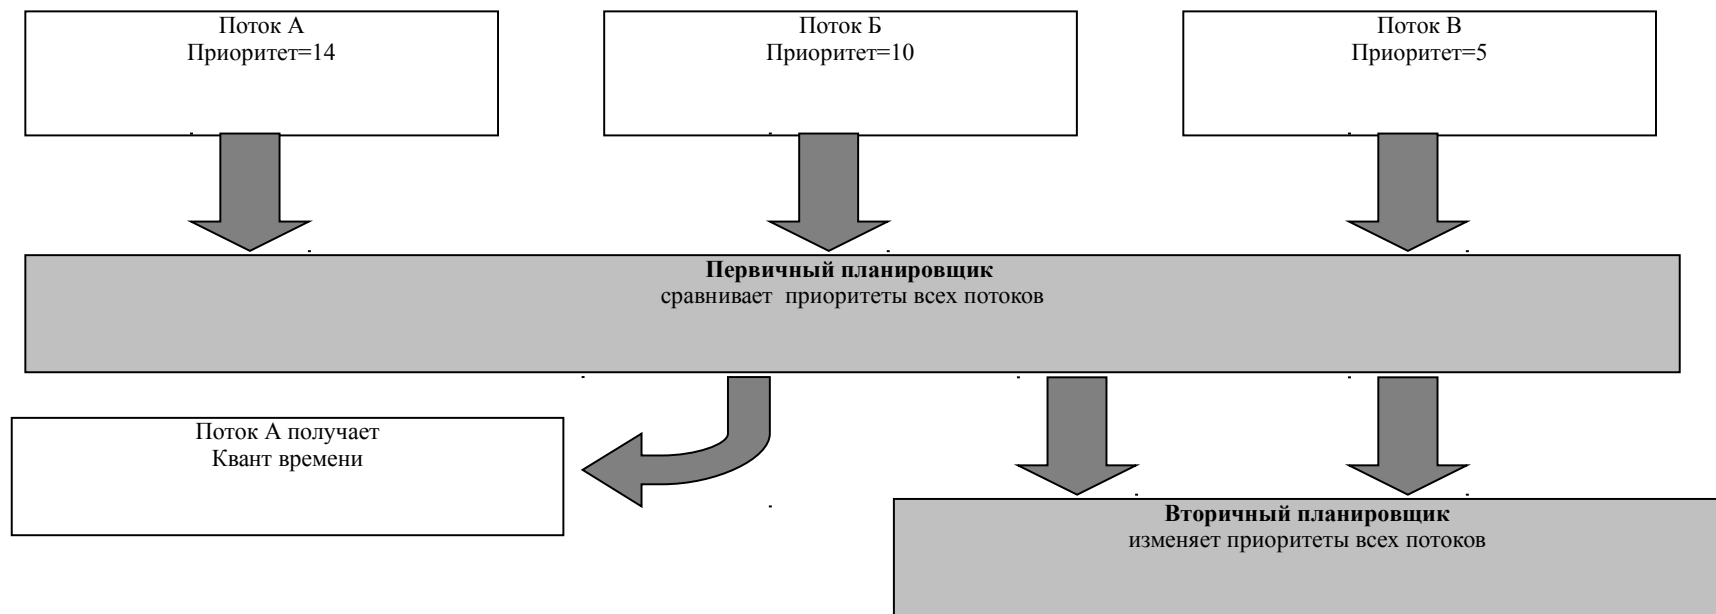 Поток А
Приоритет=14
Поток Б
Приоритет=10
Поток В
Приоритет=5
Первичный планировщик
сравнивает  приоритеты всех потоков
Поток А получает
Квант времени
Вторичный планировщик
изменяет приоритеты всех потоков